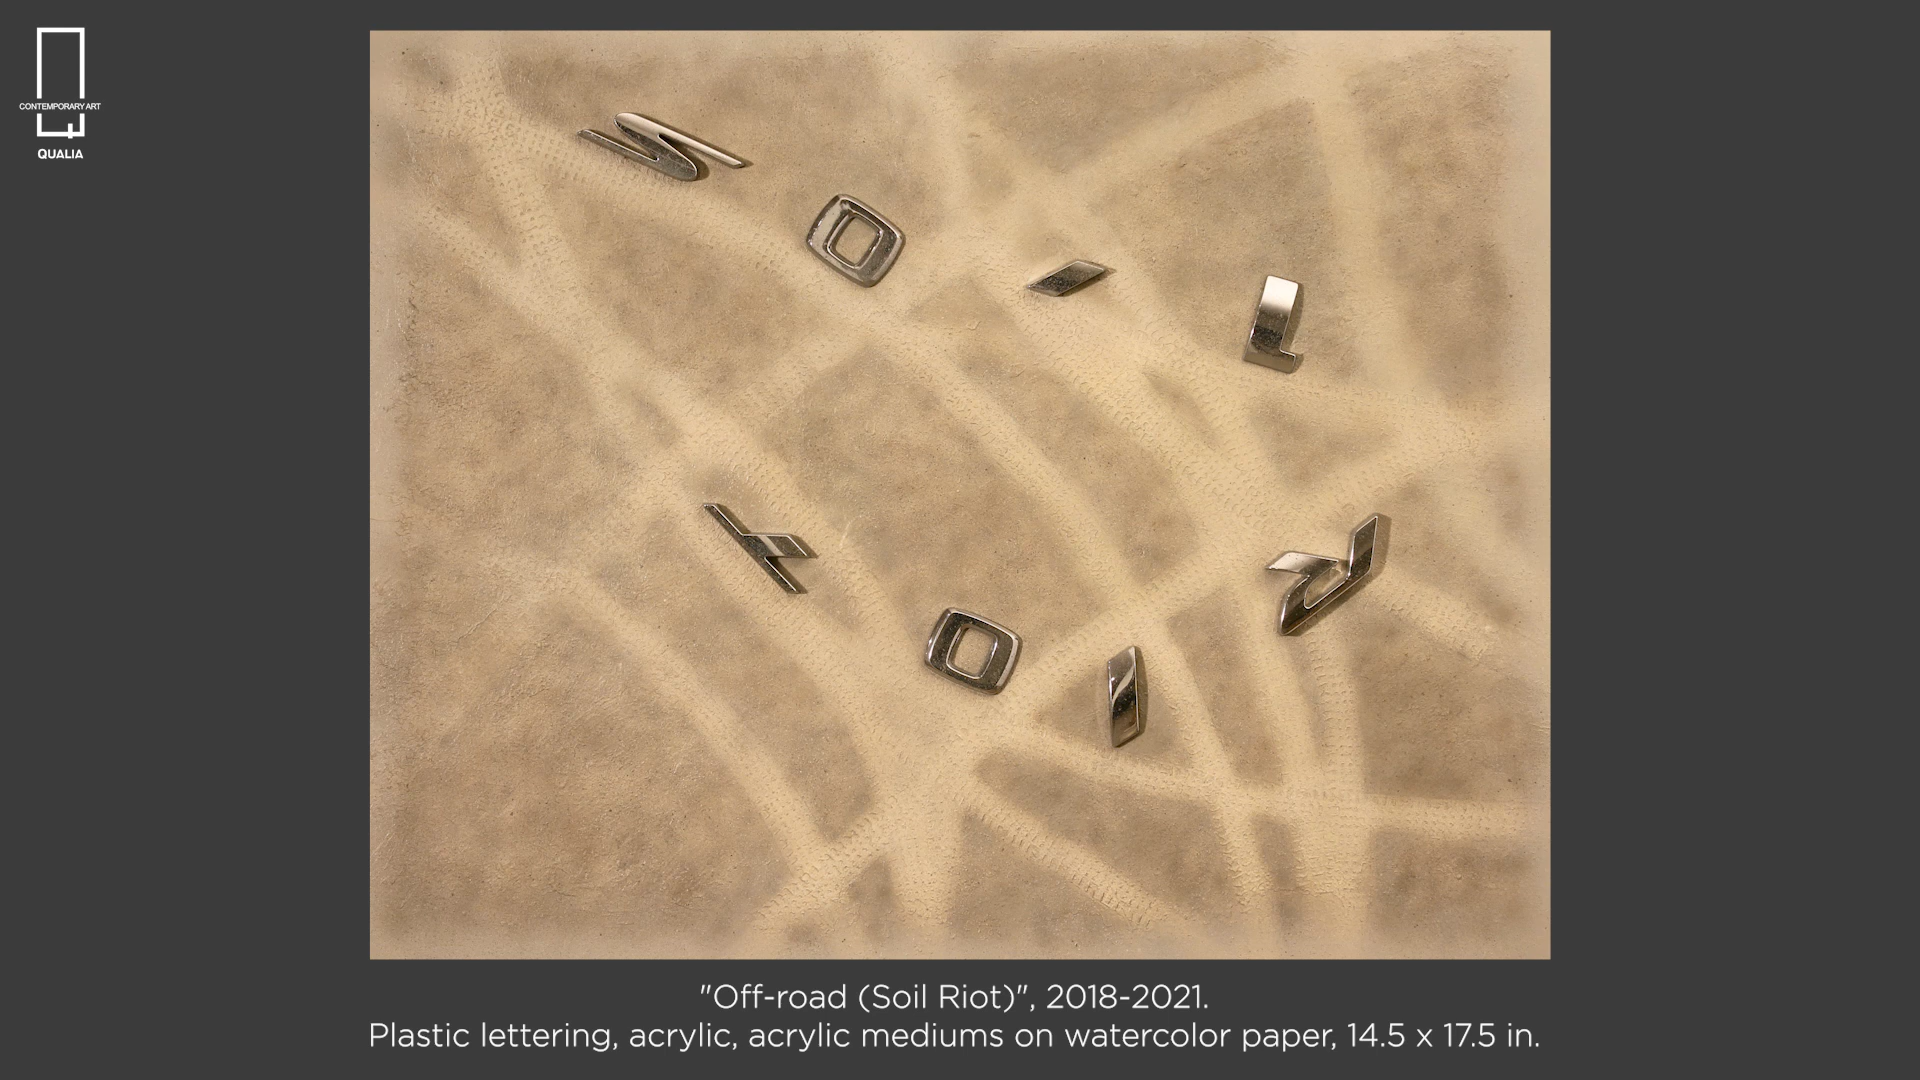 CONTEMPORARY ART
QUALIA
S O I L
R I O T
"Off-road (Soil Riot)", 2018-2021.
Plastic lettering, acrylic, acrylic mediums on watercolor paper, 14.5 x 17.5 in.